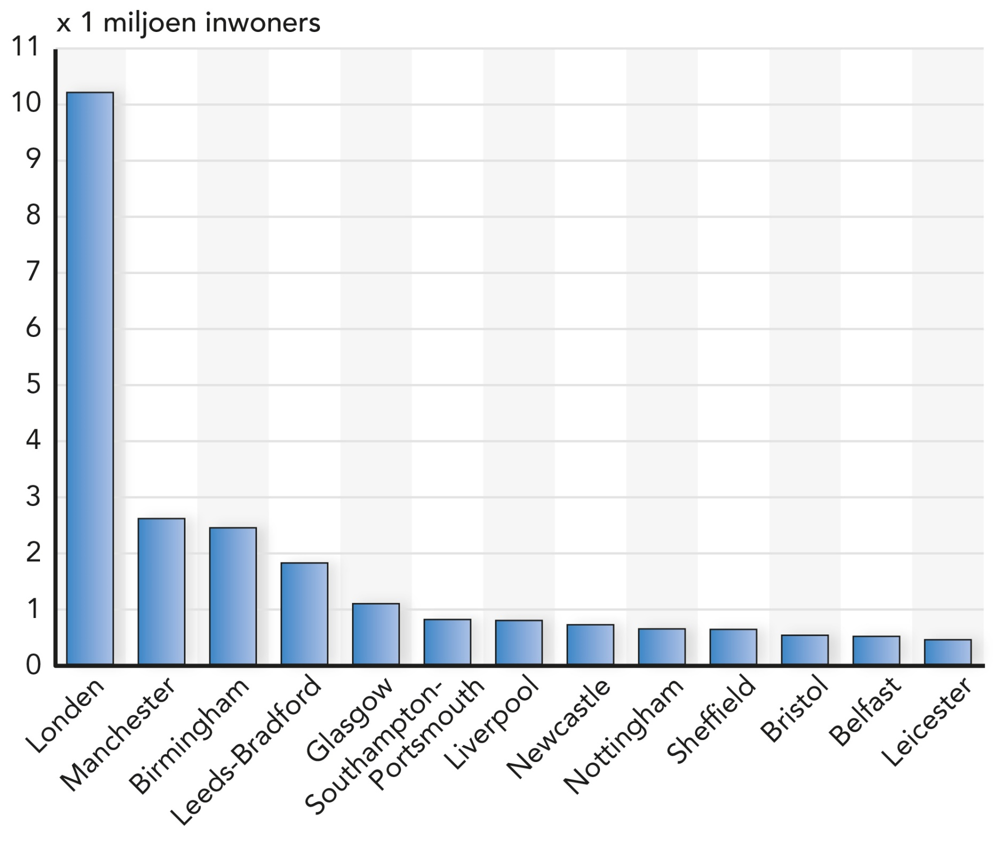 x 1 miljoen inwoners
11
10
9
8
7
6
5
4
3
2
1
0
Londen
Manchester
Birmingham
Leeds-Bradford
Glasgow
Southampton-
Portsmouth
Liverpool
Newcastle
Nottingham
Sheffield
Bristol
Belfast
Leicester